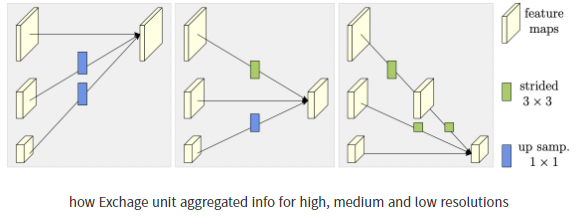 feature
maps
strided
3 × 3
up samp.
1 × 1
how Exchage unit aggregated info for high, medium and low resolutions